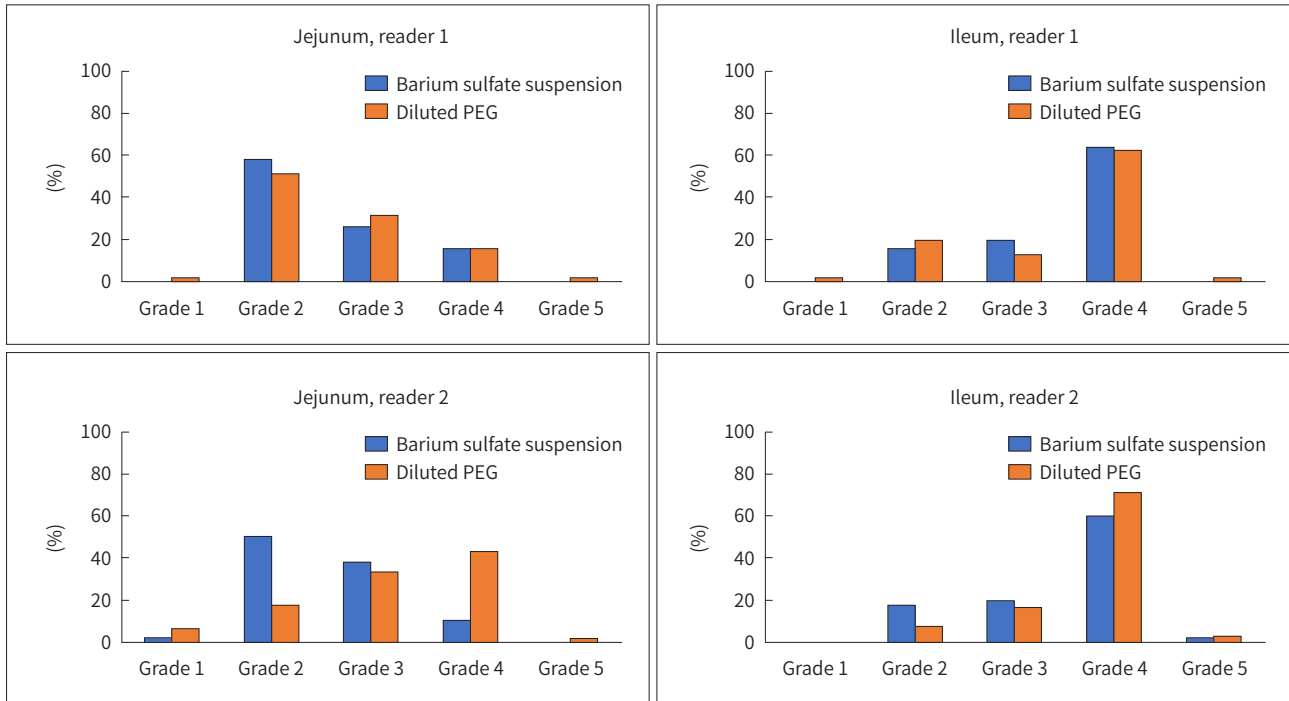 Jejunum, reader 1
100
80
60
40
20
0
(%)
Barium sulfate suspension
Diluted PEG
Grade 1 Grade 2 Grade 3 Grade 4 Grade 5
Ileum, reader 1
100
80
60
40
20
0
(%)
Barium sulfate suspension
Diluted PEG
Grade 1 Grade 2 Grade 3 Grade 4 Grade 5
Jejunum, reader 2
100
80
60
40
20
0
(%)
Barium sulfate suspension
Diluted PEG
Grade 1 Grade 2 Grade 3 Grade 4 Grade 5
Ileum, reader 2
100
80
60
40
20
0
(%)
Barium sulfate suspension
Diluted PEG
Grade 1 Grade 2 Grade 3 Grade 4 Grade 5